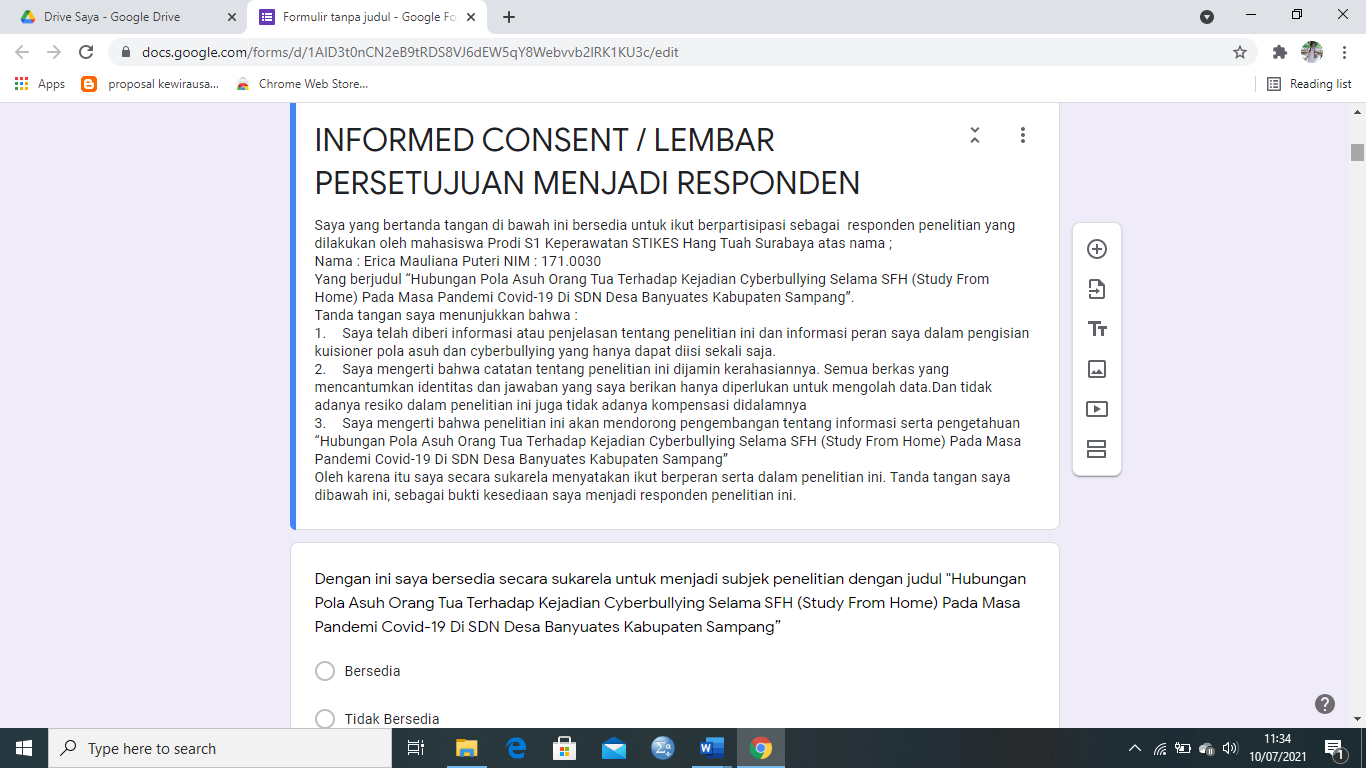 Drive Saya - Google Drive
Formulir tanpa judul - Google Fo
docs.google.com/forms/d/1AID3t0nCN2eB9tRDS8VJ6dEW5qY8Webvvb2IRK1KU3c/edit
Apps
proposal kewirausa...
Chrome Web Store...
Reading list
INFORMED CONSENT / LEMBAR
PERSETUJUAN MENJADI RESPONDEN
Saya yang bertanda tangan di bawah ini bersedia untuk ikut berpartisipasi sebagai  responden penelitian yang
dilakukan oleh mahasiswa Prodi S1 Keperawatan STIKES Hang Tuah Surabaya atas nama ;
Nama : Erica Mauliana Puteri NIM : 171.0030
Yang berjudul “Hubungan Pola Asuh Orang Tua Terhadap Kejadian Cyberbullying Selama SFH (Study From
Home) Pada Masa Pandemi Covid-19 Di SDN Desa Banyuates Kabupaten Sampang”.
Tanda tangan saya menunjukkan bahwa :
1.    Saya telah diberi informasi atau penjelasan tentang penelitian ini dan informasi peran saya dalam pengisian
kuisioner pola asuh dan cyberbullying yang hanya dapat diisi sekali saja.
2.    Saya mengerti bahwa catatan tentang penelitian ini dijamin kerahasiannya. Semua berkas yang
mencantumkan identitas dan jawaban yang saya berikan hanya diperlukan untuk mengolah data.Dan tidak
adanya resiko dalam penelitian ini juga tidak adanya kompensasi didalamnya
3.    Saya mengerti bahwa penelitian ini akan mendorong pengembangan tentang informasi serta pengetahuan
“Hubungan Pola Asuh Orang Tua Terhadap Kejadian Cyberbullying Selama SFH (Study From Home) Pada Masa
Pandemi Covid-19 Di SDN Desa Banyuates Kabupaten Sampang”
Oleh karena itu saya secara sukarela menyatakan ikut berperan serta dalam penelitian ini. Tanda tangan saya
dibawah ini, sebagai bukti kesediaan saya menjadi responden penelitian ini.
Dengan ini saya bersedia secara sukarela untuk menjadi subjek penelitian dengan judul "Hubungan
Pola Asuh Orang Tua Terhadap Kejadian Cyberbullying Selama SFH (Study From Home) Pada Masa
Pandemi Covid-19 Di SDN Desa Banyuates Kabupaten Sampang”
Bersedia
Tidak Bersedia
Type here to search
11:34
10/07/2021
1